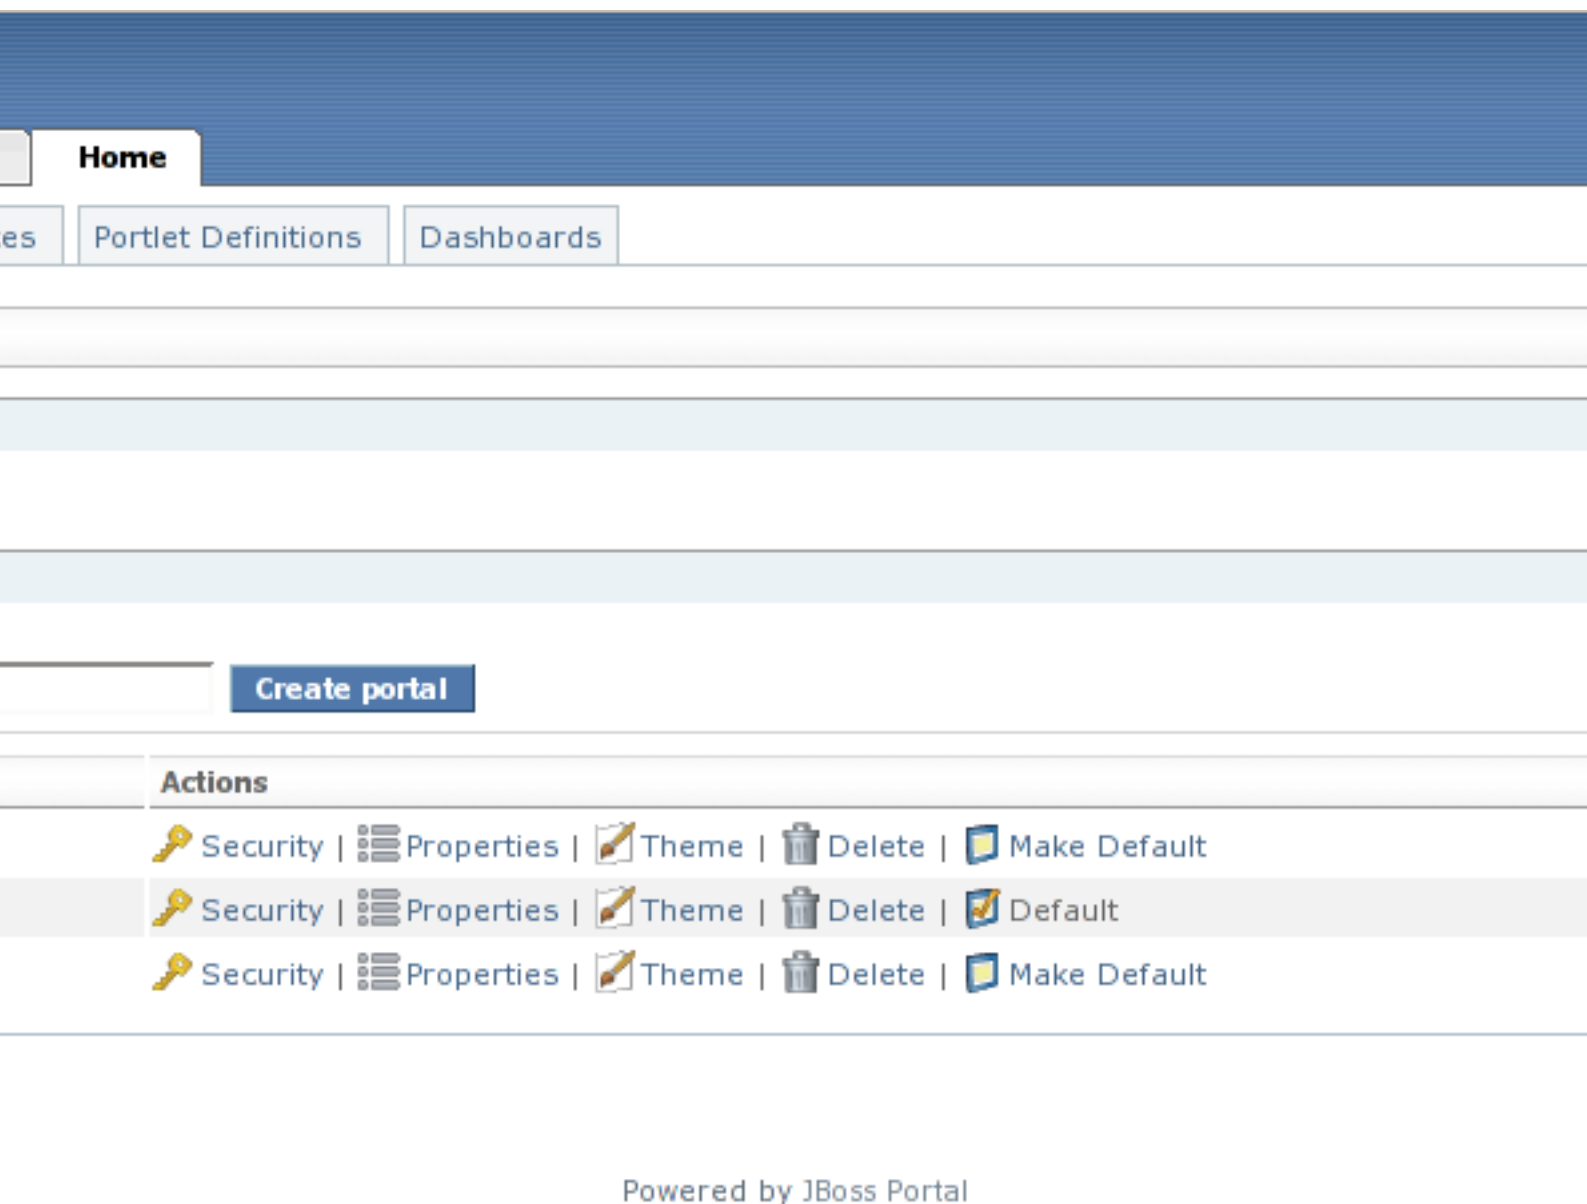 Home
es Portlet Definitions Dashboards
Create portal
Actions
Security | Properties | Theme | Delete | Make Default
Security | Properties | Theme | Delete | Default
Security | Properties | Theme | Delete | Make Default
Powered by JBoss Portal